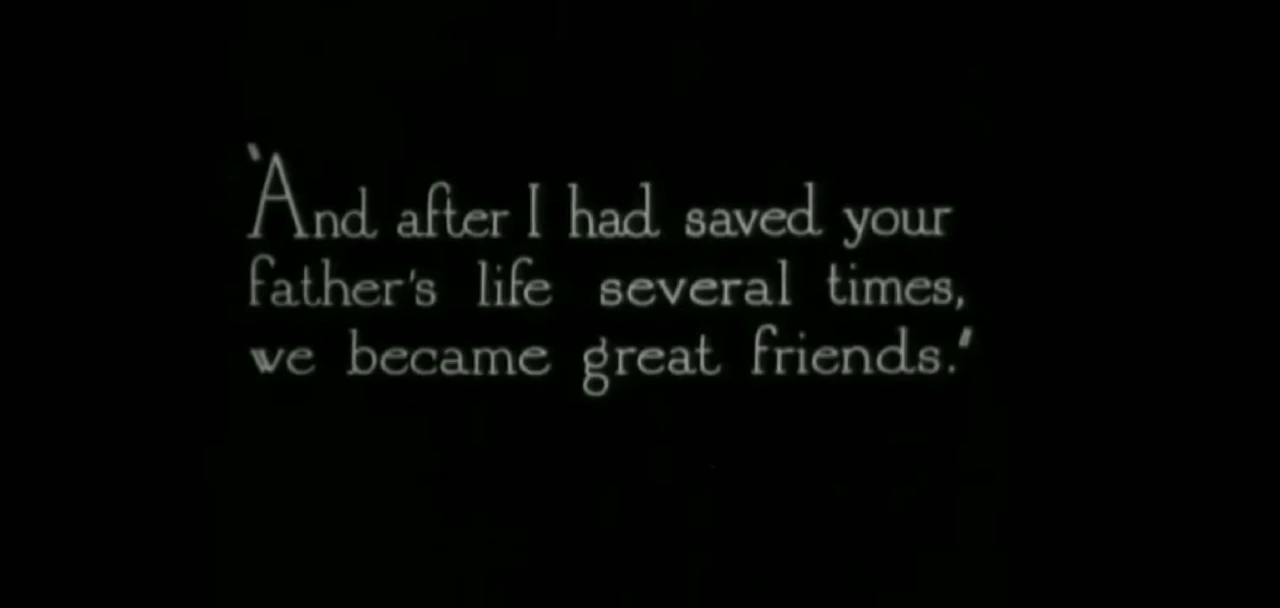 "And after I had saved your
father's life several times,
we became great friends."